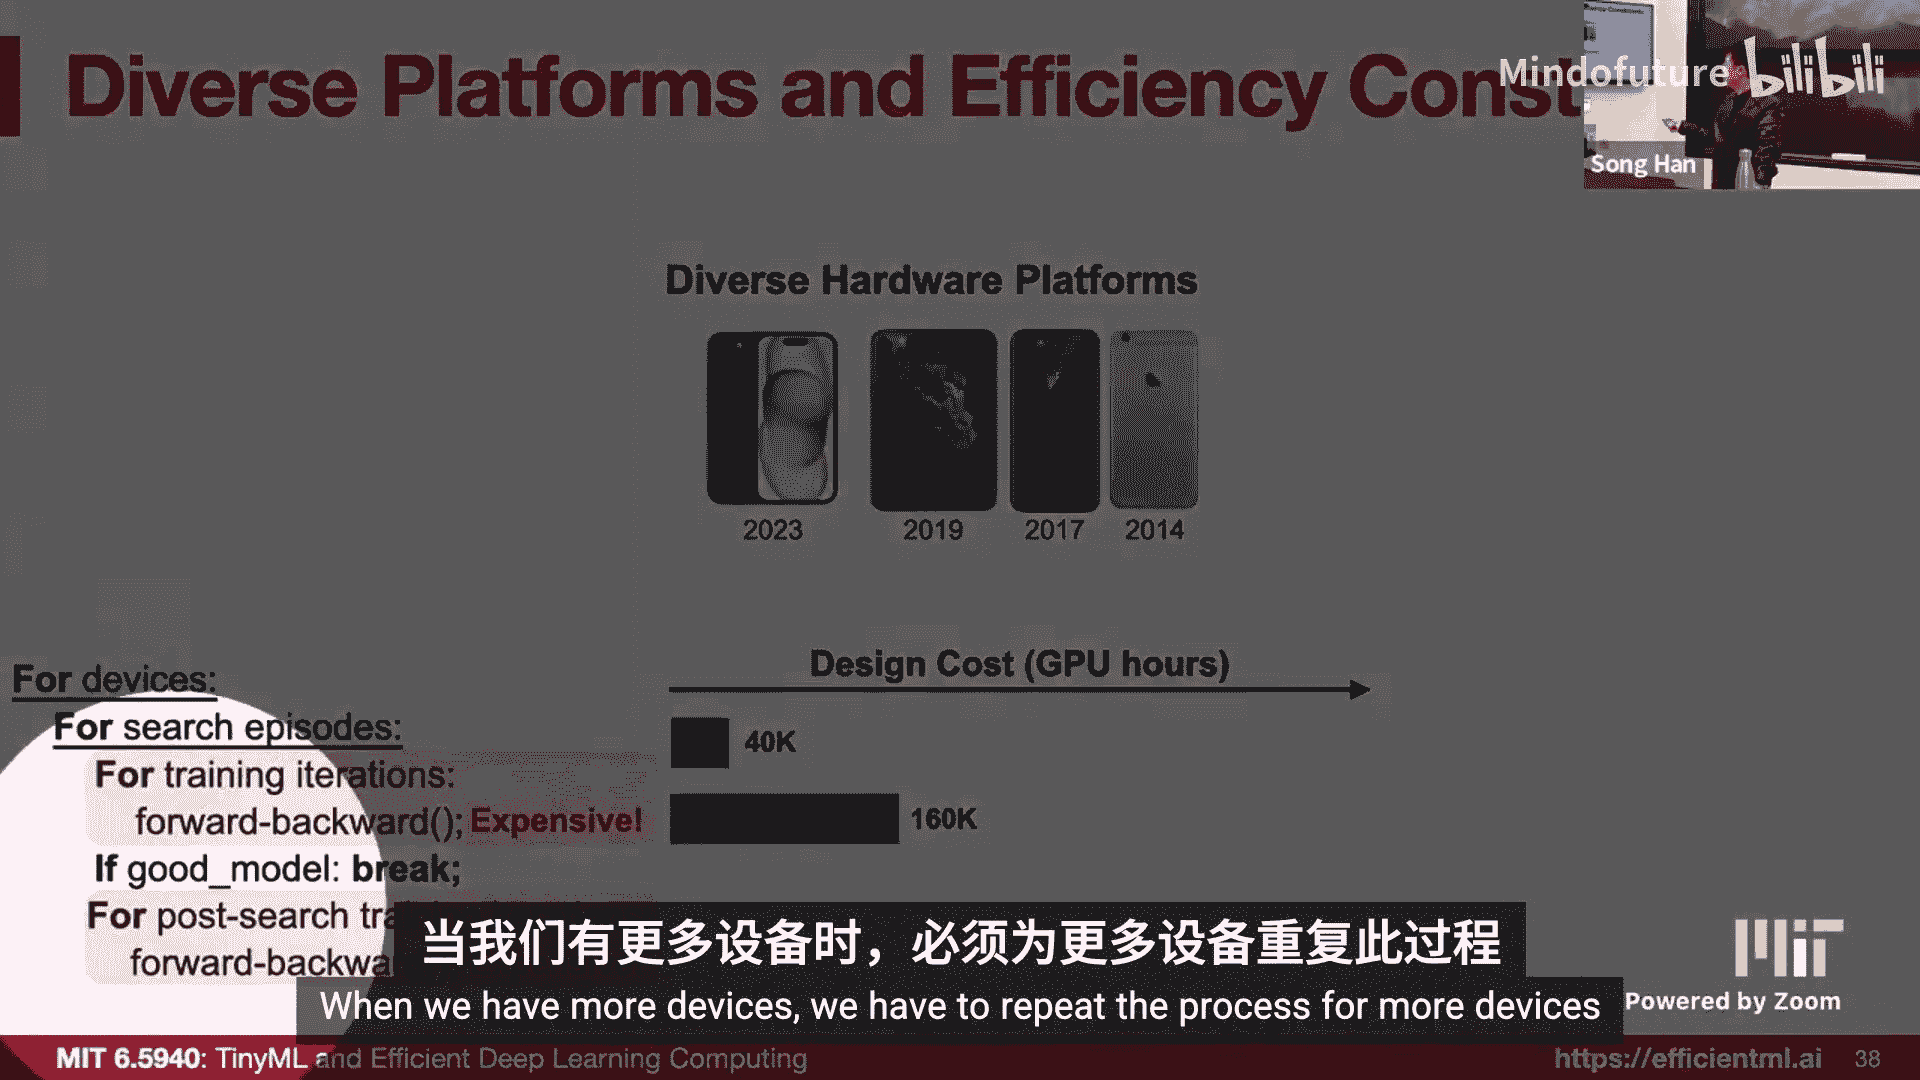 Diverse Platforms and Efficiency Const
Mindofuture bilibili
Song Han
Diverse Hardware Platforms
2023 2019 2017 2014
For devices:
For search episodes:
For training iterations:
forward-backward(); Expensive!
If good_model: break;
For post-search tra
forward-backwa
Design Cost (GPU hours)
40K
160K
当我们有更多设备时，必须为更多设备重复此过程
When we have more devices, we have to repeat the process for more devices
MIT
Powered by Zoom
MIT 6.5940: TinyML and Efficient Deep Learning Computing
https://efficientml.ai 38